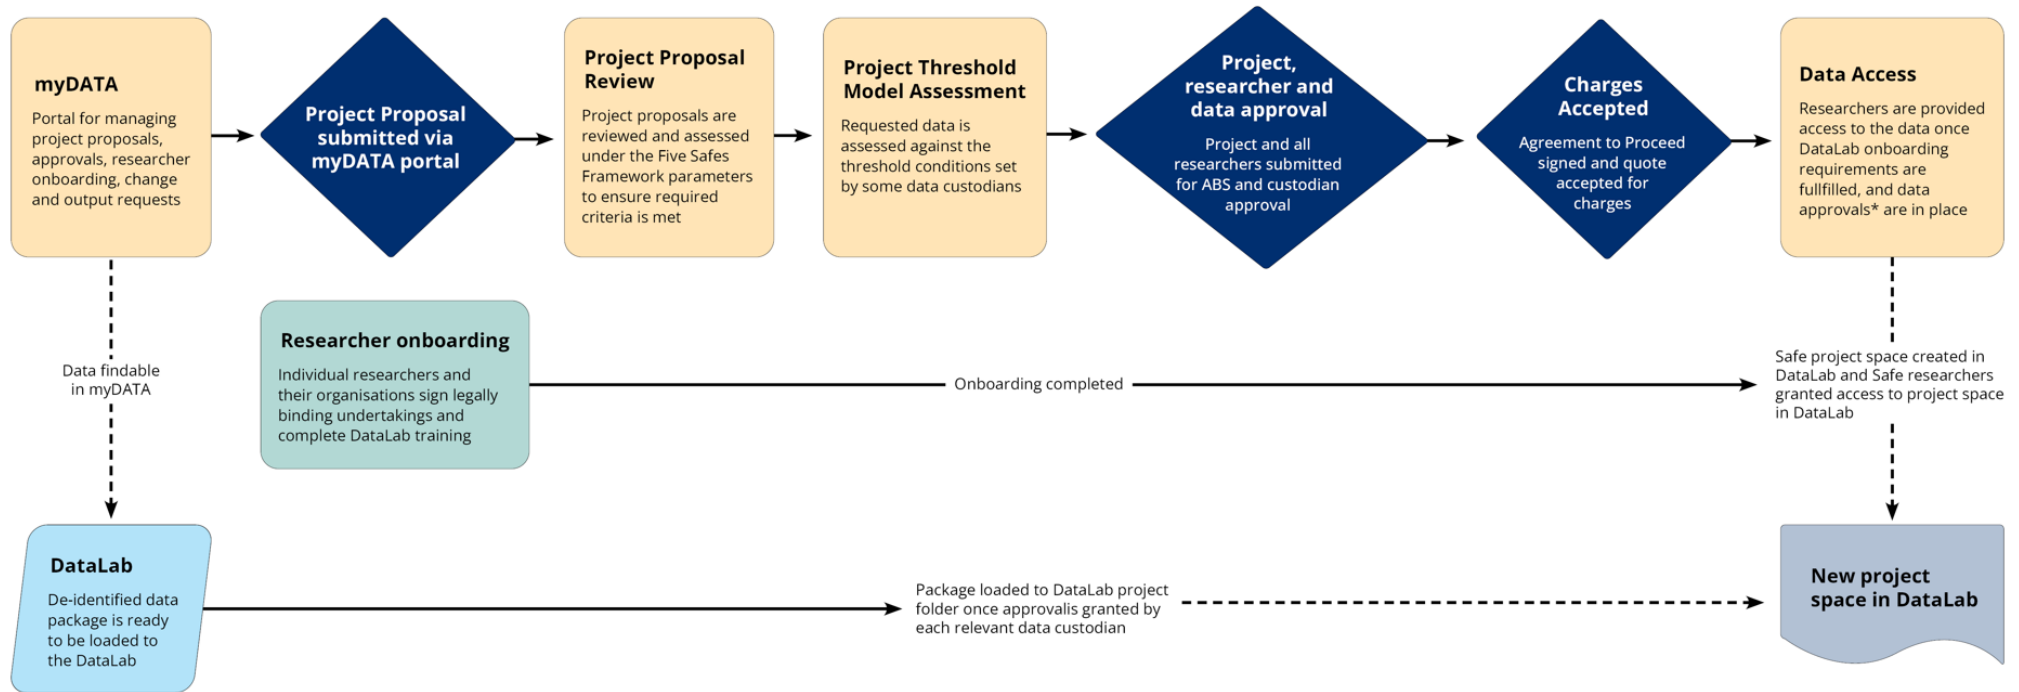 myDATA
Portal for managing
project proposals,
approvals, researcher
onboarding, change
and output requests
Project Proposal
submitted via
myDATA portal
Project Proposal
Review
Project proposals are
reviewed and assessed
under the Five Safes
Framework parameters
to ensure required
criteria is met
Project Threshold
Model Assessment
Requested data is
assessed against the
threshold conditions set
by some data custodians
Project,
researcher and
data approval
Project and all
researchers submitted
for ABS and custodian
approval
Charges
Accepted
Agreement to Proceed
signed and quote
accepted for
charges
Data Access
Researchers are provided
access to the data once
DataLab onboarding
requirements are
fullfilled, and data
approvals* are in place
Data findable
in myDATA
Researcher onboarding
Individual researchers and
their organisations sign legally
binding undertakings and
complete DataLab training
Onboarding completed
Safe project space created in
DataLab and Safe researchers
granted access to project space
in DataLab
DataLab
De-identified data
package is ready
to be loaded to
the DataLab
Package loaded to DataLab project
folder once approvalis granted by
each relevant data custodian
New project
space in DataLab